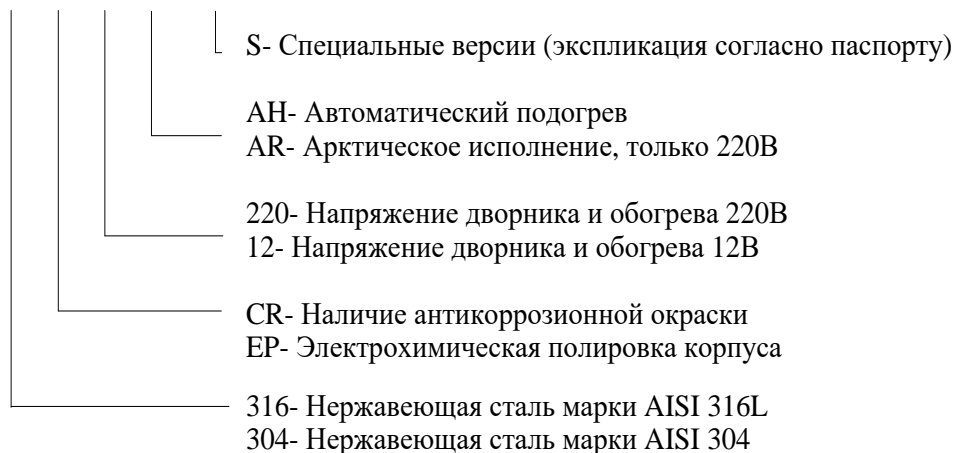 S- Специальные версии (экспликация согласно паспорту)
AH- Автоматический подогрев
AR- Арктическое исполнение, только 220В
220- Напряжение дворника и обогрева 220В
12- Напряжение дворника и обогрева 12В
CR- Наличие антикоррозионной окраски
EP- Электрохимическая полировка корпуса
316- Нержавеющая сталь марки AISI 316L
304- Нержавеющая сталь марки AISI 304